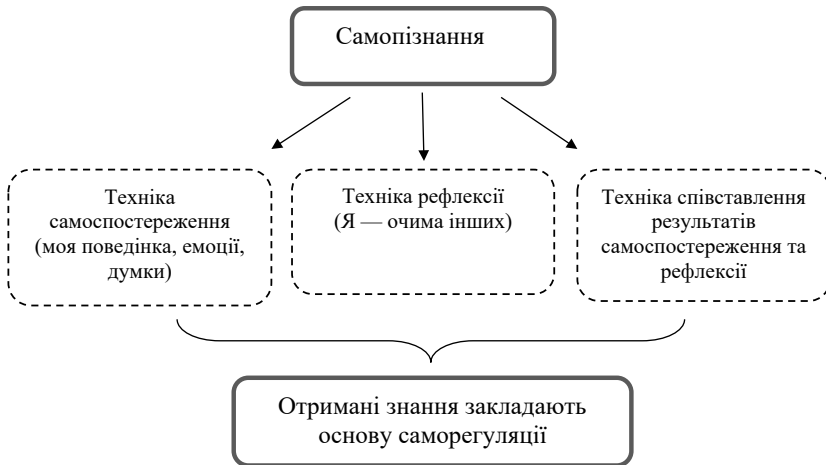 Самопізнання
Техніка
самоспостереження
(моя поведінка, емоції,
думки)
Техніка рефлексії
(Я — очима інших)
Техніка співставлення
результатів
самоспостереження та
рефлексії
Отримані знання закладають
основу саморегуляції